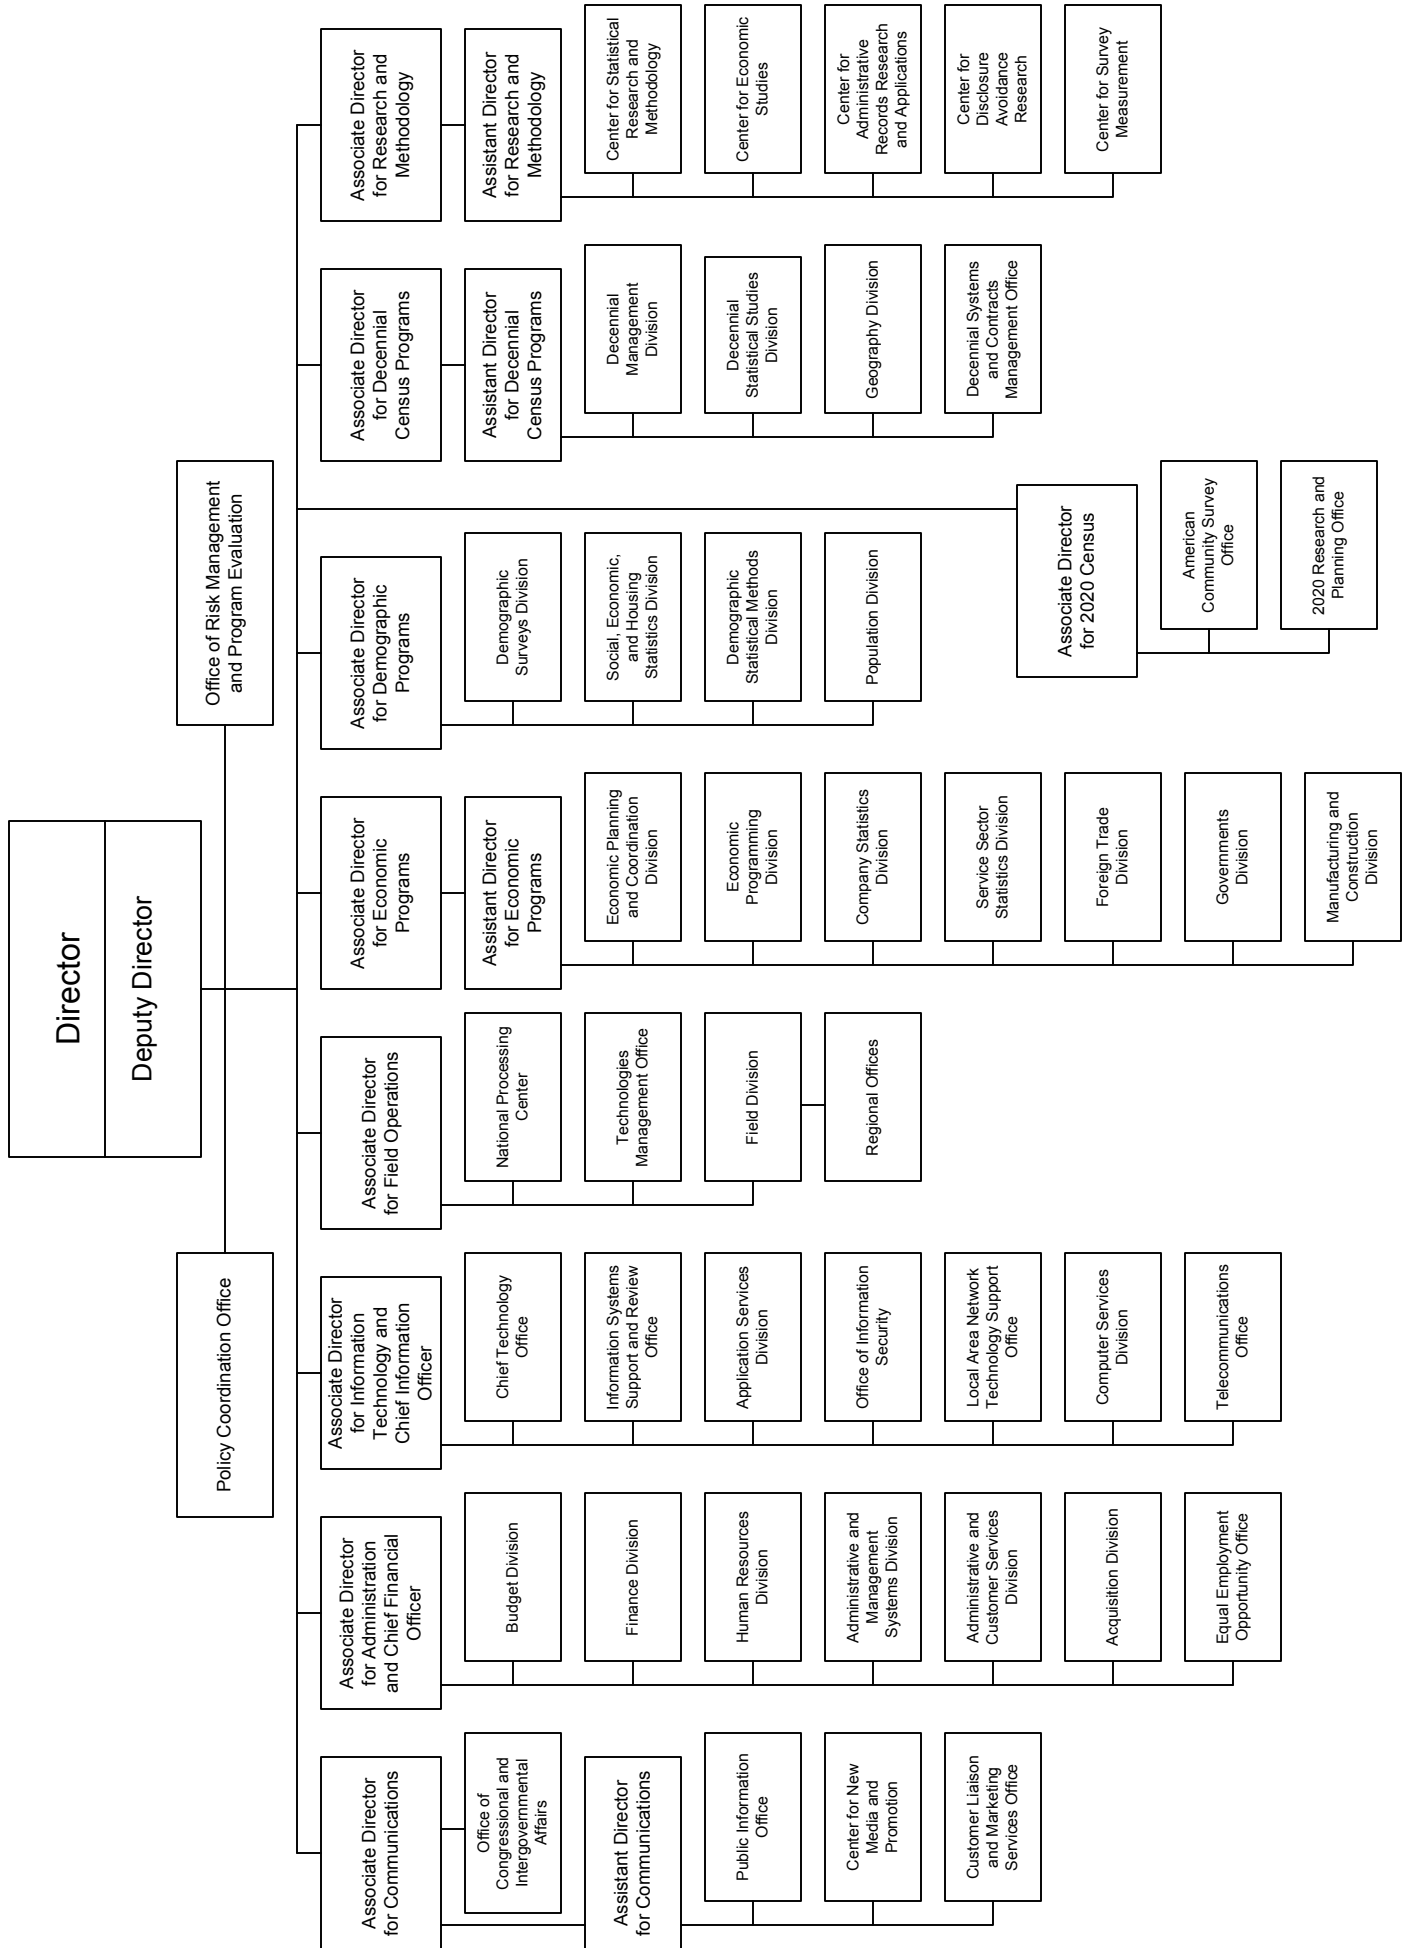 Director
Deputy Director
Policy Coordination Office
Office of Risk Management
and Program Evaluation
Associate Director
for Communications
Office of
Congressional and
Intergovernmental
Affairs
Assistant Director
for Communications
Public Information
Office
Center for New
Media and
Promotion
Customer Liaison
and Marketing
Services Office
Associate Director
for Administration
and Chief Financial
Officer
Budget Division
Finance Division
Human Resources
Division
Administrative and
Management
Systems Division
Administrative and
Customer Services
Division
Acquisition Division
Equal Employment
Opportunity Office
Associate Director
for Information
Technology and
Chief Information
Officer
Chief Technology
Office
Information Systems
Support and Review
Office
Application Services
Division
Office of Information
Security
Local Area Network
Technology Support
Office
Computer Services
Division
Telecommunications
Office
Associate Director
for Field Operations
National Processing
Center
Technologies
Management Office
Field Division
Regional Offices
Associate Director
for Economic
Programs
Assistant Director
for Economic
Programs
Economic Planning
and Coordination
Division
Economic
Programming
Division
Company Statistics
Division
Service Sector
Statistics Division
Foreign Trade
Division
Governments
Division
Manufacturing and
Construction
Division
Associate Director
for Demographic
Programs
Demographic
Surveys Division
Social, Economic,
and Housing
Statistics Division
Demographic
Statistical Methods
Division
Population Division
Associate Director
for 2020 Census
American
Community Survey
Office
2020 Research and
Planning Office
Associate Director
for Decennial
Census Programs
Assistant Director
for Decennial
Census Programs
Decennial
Management
Division
Decennial
Statistical Studies
Division
Geography Division
Decennial Systems
and Contracts
Management Office
Associate Director
for Research and
Methodology
Assistant Director
for Research and
Methodology
Center for Statistical
Research and
Methodology
Center for Economic
Studies
Center for
Administrative
Records Research
and Applications
Center for
Disclosure
Avoidance
Research
Center for Survey
Measurement